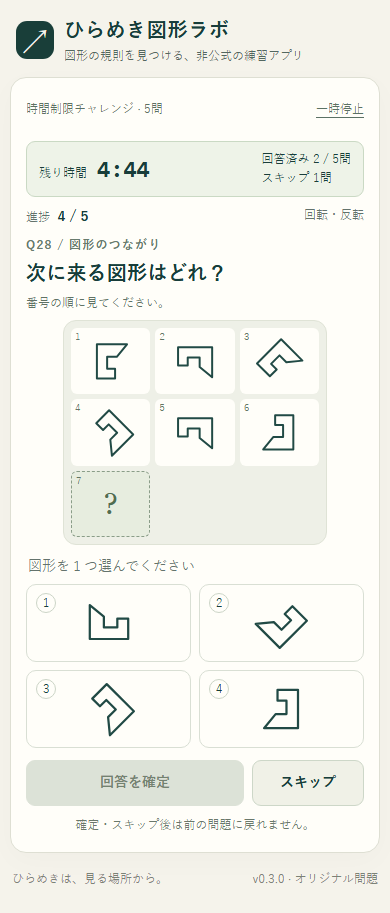 ひらめき図形ラボ
図形の規則を見つける、非公式の練習アプリ
時間制限チャレンジ · 5問
一時停止
残り時間 4:44
回答済み 2 / 5問
スキップ 1問
進捗 4 / 5
回転・反転
Q28 / 図形のつながり
次に来る図形はどれ？
番号の順に見てください。
1
2
3
4
5
6
7
?
図形を1つ選んでください
1
2
3
4
回答を確定
スキップ
確定・スキップ後は前の問題に戻れません。
ひらめきは、見る場所から。
v0.3.0 · オリジナル問題